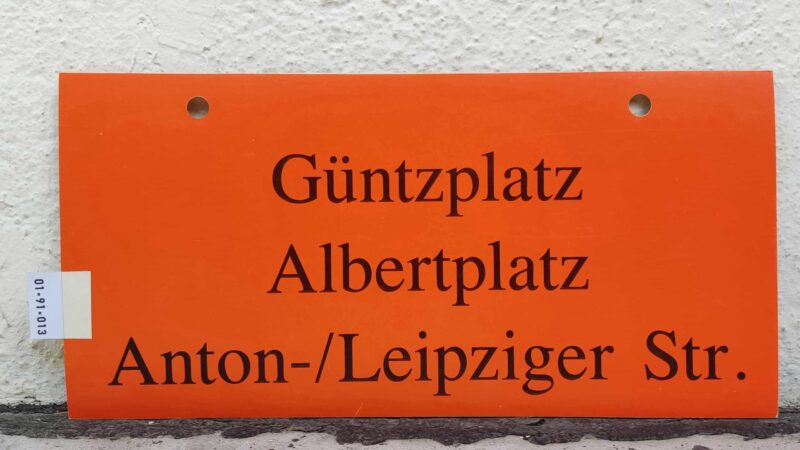 Güntzplatz
Albertplatz
Anton-/Leipziger Str.
01·91·013